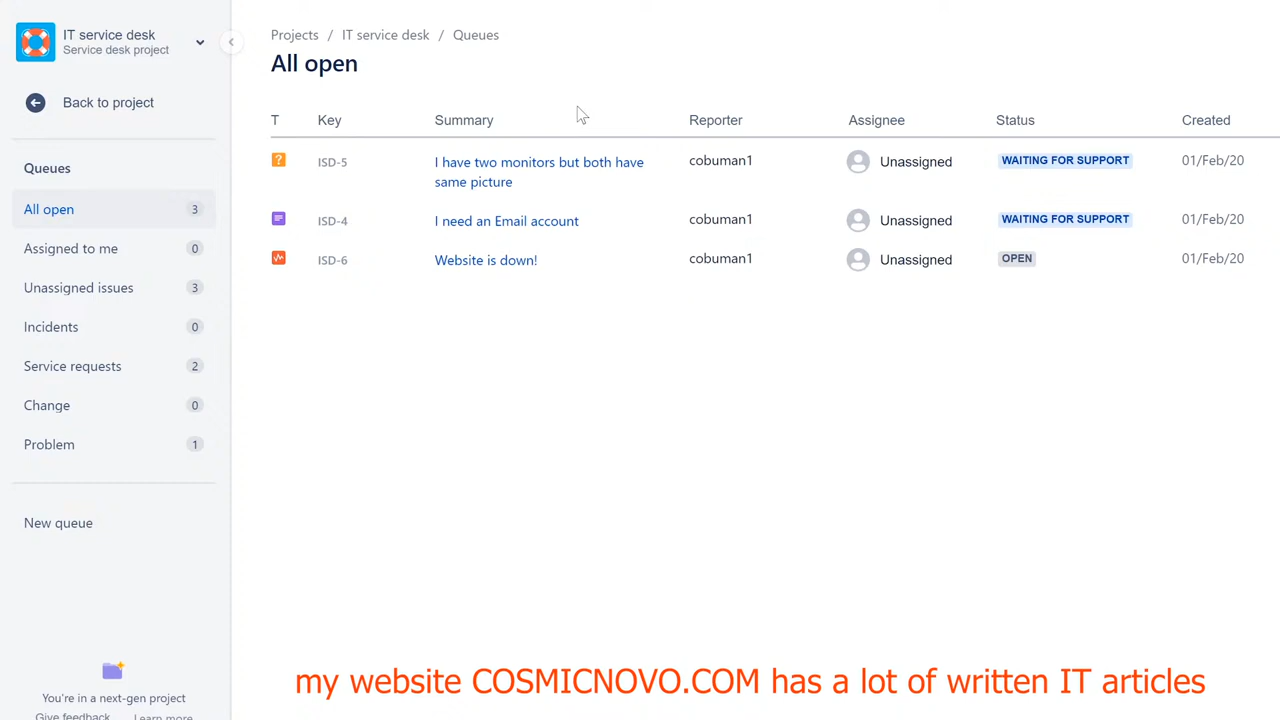 IT service desk
Service desk project
Back to project
Queues
All open 3
Assigned to me 0
Unassigned issues 3
Incidents 0
Service requests 2
Change 0
Problem 1
New queue
You're in a next-gen project
Give feedback Learn more
Projects / IT service desk / Queues
All open
T Key Summary Reporter Assignee Status Created
? ISD-5 I have two monitors but both have cobuman1 Unassigned WAITING FOR SUPPORT 01/Feb/20
same picture
ISD-4 I need an Email account cobuman1 Unassigned WAITING FOR SUPPORT 01/Feb/20
ISD-6 Website is down! cobuman1 Unassigned OPEN 01/Feb/20
my website COSMICNOVO.COM has a lot of written IT articles